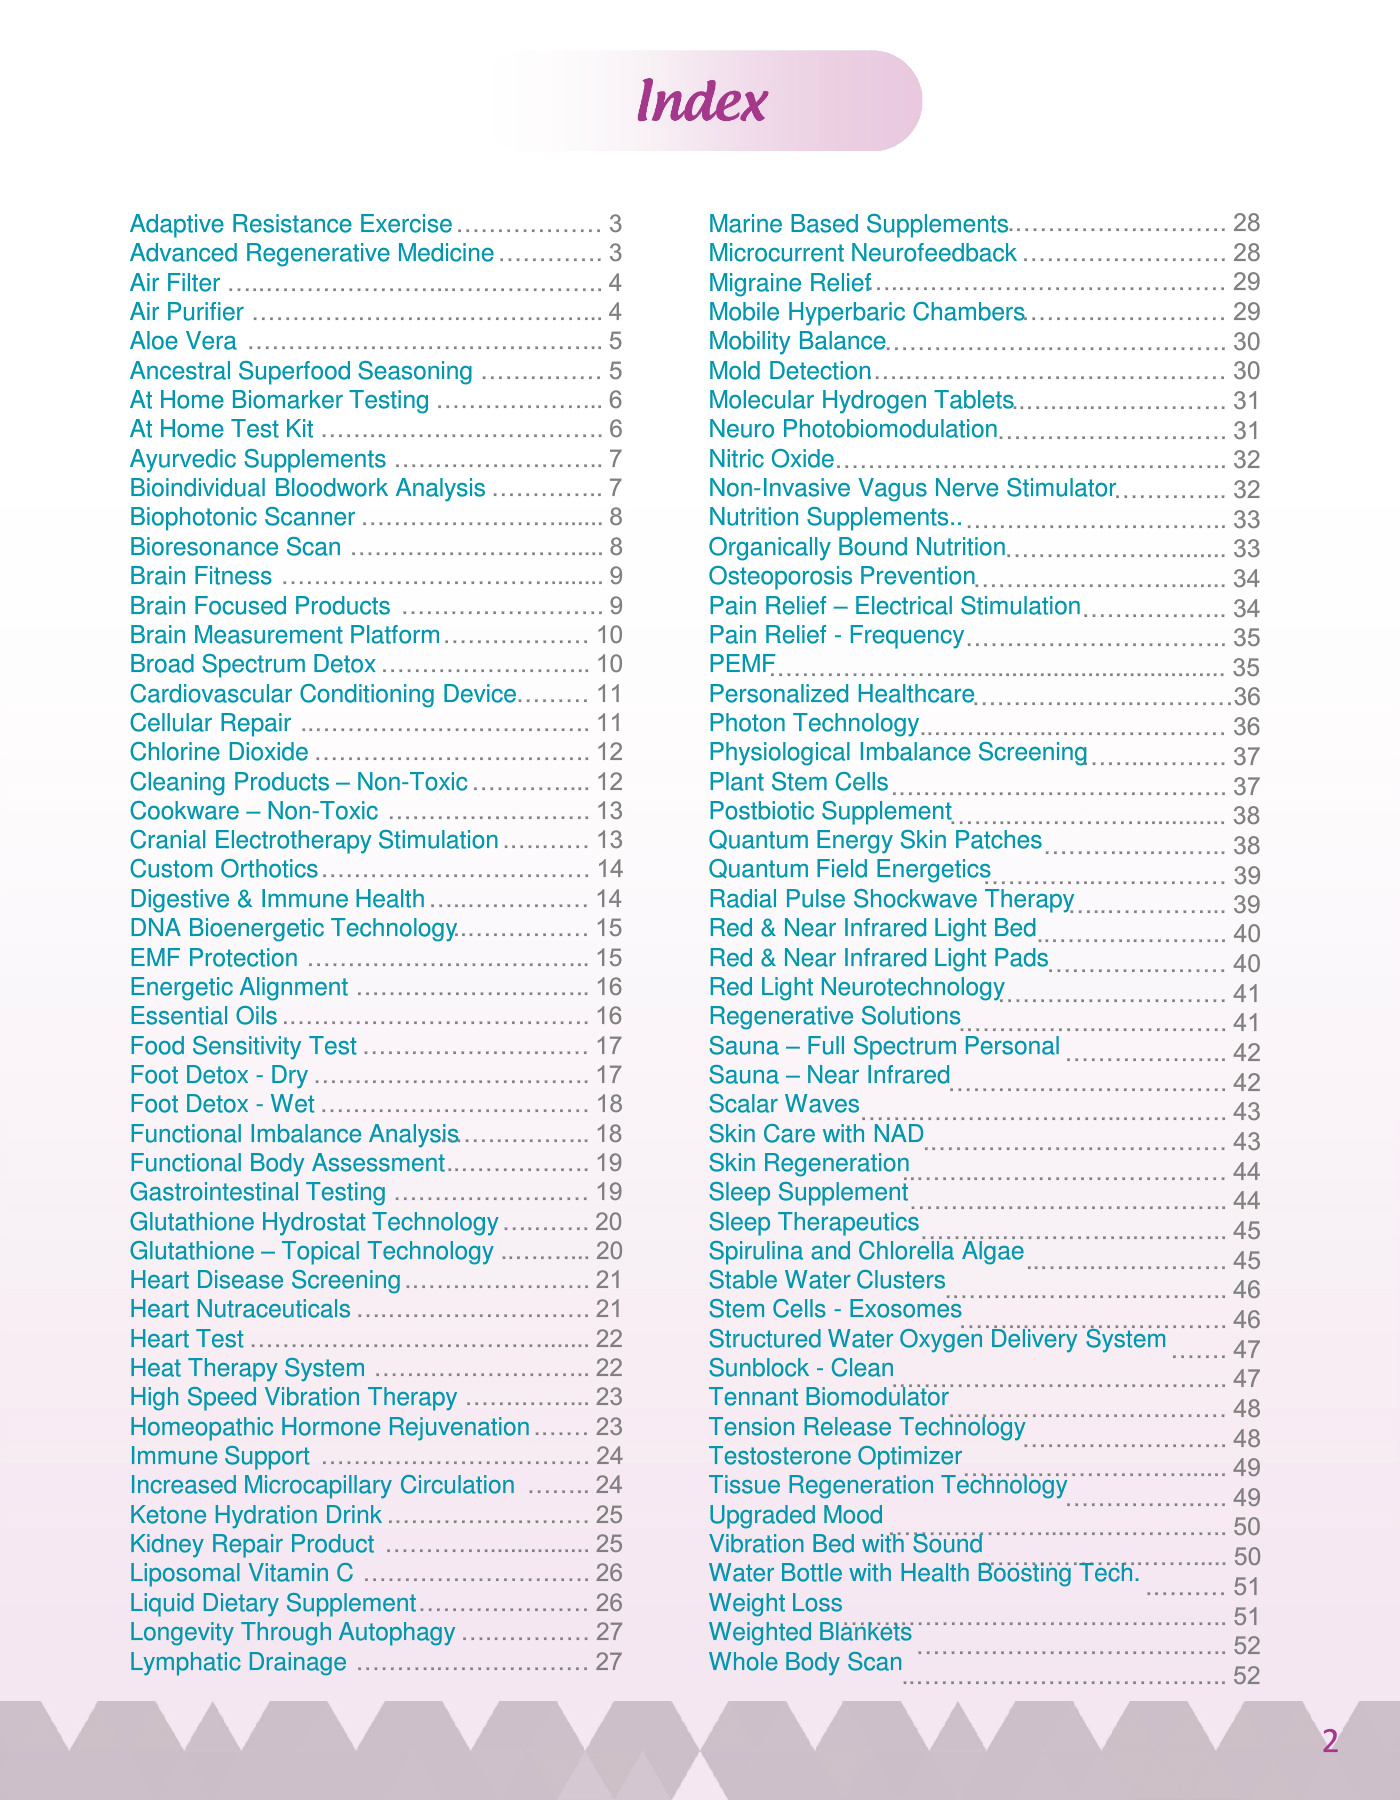 Index
Adaptive Resistance Exercise .................. 3
Advanced Regenerative Medicine ............. 3
Air Filter .............................................. 4
Air Purifier ........................................... 4
Aloe Vera ............................................ 5
Ancestral Superfood Seasoning ............... 5
At Home Biomarker Testing .................... 6
At Home Test Kit ................................... 6
Ayurvedic Supplements .......................... 7
Bioindividual Bloodwork Analysis .............. 7
Biophotonic Scanner .............................. 8
Bioresonance Scan ............................... 8
Brain Fitness ........................................ 9
Brain Focused Products ......................... 9
Brain Measurement Platform .................. 10
Broad Spectrum Detox .......................... 10
Cardiovascular Conditioning Device ......... 11
Cellular Repair .................................... 11
Chlorine Dioxide .................................. 12
Cleaning Products – Non-Toxic ............... 12
Cookware – Non-Toxic ......................... 13
Cranial Electrotherapy Stimulation ........... 13
Custom Orthotics ................................. 14
Digestive & Immune Health .................... 14
DNA Bioenergetic Technology ................. 15
EMF Protection ................................... 15
Energetic Alignment ............................. 16
Essential Oils ...................................... 16
Food Sensitivity Test ............................ 17
Foot Detox - Dry .................................. 17
Foot Detox - Wet ................................. 18
Functional Imbalance Analysis ................ 18
Functional Body Assessment .................. 19
Gastrointestinal Testing ........................ 19
Glutathione Hydrostat Technology ........... 20
Glutathione – Topical Technology ........... 20
Heart Disease Screening ....................... 21
Heart Nutraceuticals ............................. 21
Heart Test .......................................... 22
Heat Therapy System ........................... 22
High Speed Vibration Therapy ............... 23
Homeopathic Hormone Rejuvenation ....... 23
Immune Support ................................. 24
Increased Microcapillary Circulation ........ 24
Ketone Hydration Drink ......................... 25
Kidney Repair Product .......................... 25
Liposomal Vitamin C ............................ 26
Liquid Dietary Supplement ..................... 26
Longevity Through Autophagy ................ 27
Lymphatic Drainage ............................. 27
Marine Based Supplements ........................... 28
Microcurrent Neurofeedback ......................... 28
Migraine Relief ............................................ 29
Mobile Hyperbaric Chambers ......................... 29
Mobility Balance .......................................... 30
Mold Detection ............................................ 30
Molecular Hydrogen Tablets .......................... 31
Neuro Photobiomodulation ............................ 31
Nitric Oxide ................................................ 32
Non-Invasive Vagus Nerve Stimulator ............. 32
Nutrition Supplements.. ................................ 33
Organically Bound Nutrition ........................... 33
Osteoporosis Prevention ............................... 34
Pain Relief – Electrical Stimulation .................. 34
Pain Relief - Frequency ................................ 35
PEMF ........................................................ 35
Personalized Healthcare ................................ 36
Photon Technology ...................................... 36
Physiological Imbalance Screening ................. 37
Plant Stem Cells ......................................... 37
Postbiotic Supplement .................................. 38
Quantum Energy Skin Patches ...................... 38
Quantum Field Energetics ............................. 39
Radial Pulse Shockwave Therapy ................... 39
Red & Near Infrared Light Bed ....................... 40
Red & Near Infrared Light Pads ...................... 40
Red Light Neurotechnology ............................ 41
Regenerative Solutions ................................. 41
Sauna – Full Spectrum Personal .................... 42
Sauna – Near Infrared .................................. 42
Scalar Waves ............................................. 43
Skin Care with NAD ..................................... 43
Skin Regeneration ....................................... 44
Sleep Supplement ....................................... 44
Sleep Therapeutics ...................................... 45
Spirulina and Chlorella Algae ......................... 45
Stable Water Clusters ................................... 46
Stem Cells - Exosomes ................................. 46
Structured Water Oxygen Delivery System ....... 47
Sunblock - Clean ......................................... 47
Tennant Biomodulator ................................... 48
Tension Release Technology ......................... 48
Testosterone Optimizer ................................. 49
Tissue Regeneration Technology .................... 49
Upgraded Mood .......................................... 50
Vibration Bed with Sound .............................. 50
Water Bottle with Health Boosting Tech. .......... 51
Weight Loss ............................................... 51
Weighted Blankets ...................................... 52
Whole Body Scan ........................................ 52
2